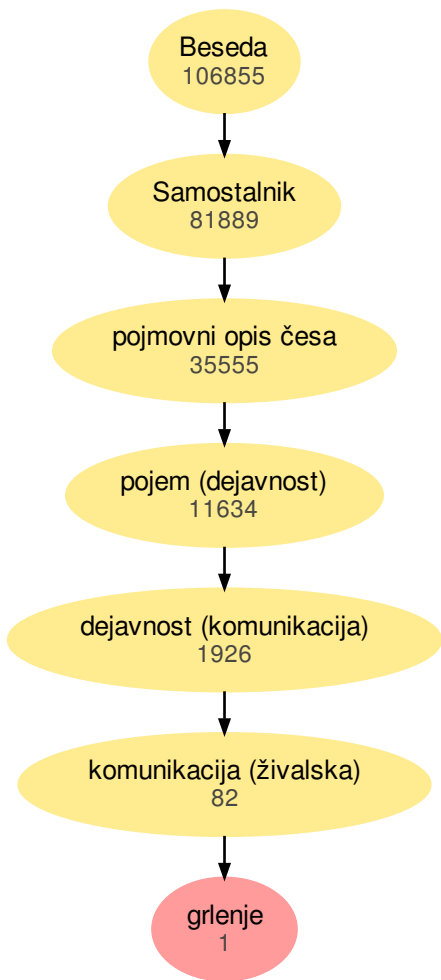 Beseda
106855
Samostalnik
81889
pojmovni opis česa
35555
pojem (dejavnost)
11634
dejavnost (komunikacija)
1926
komunikacija (živalska)
82
grlenje
1